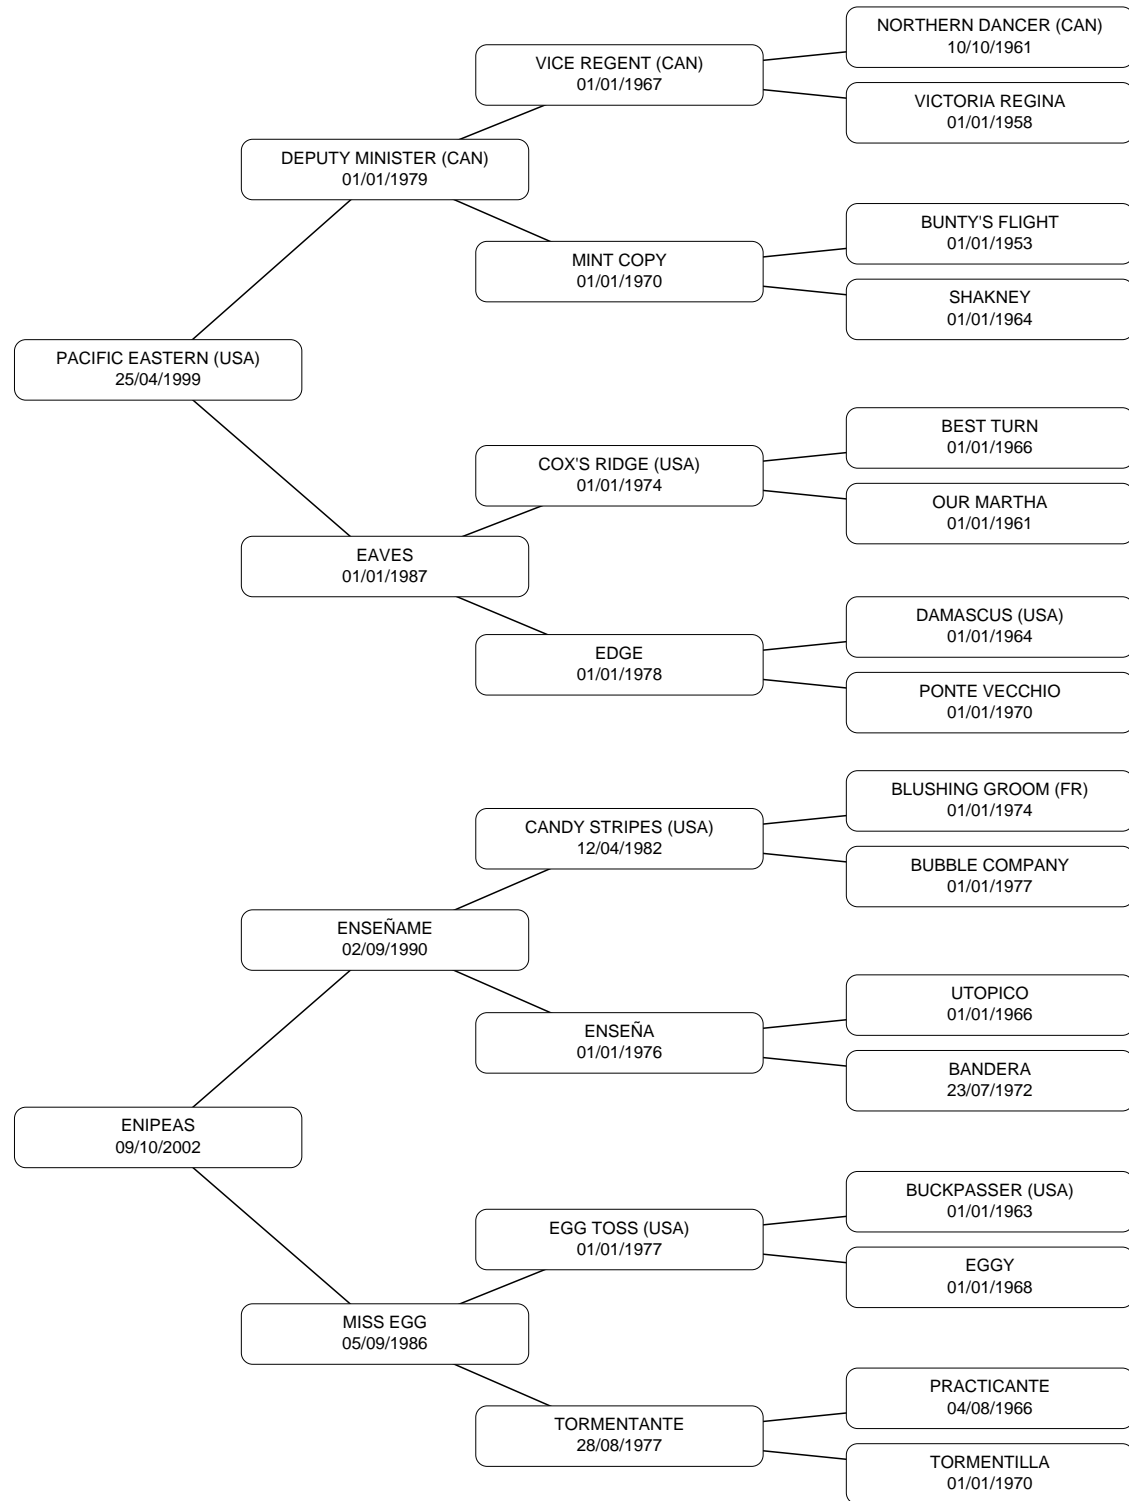 NORTHERN DANCER (CAN)
10/10/1961
VICE REGENT (CAN)
01/01/1967
VICTORIA REGINA
01/01/1958
DEPUTY MINISTER (CAN)
01/01/1979
BUNTY'S FLIGHT
01/01/1953
MINT COPY
01/01/1970
SHAKNEY
01/01/1964
PACIFIC EASTERN (USA)
25/04/1999
BEST TURN
01/01/1966
COX'S RIDGE (USA)
01/01/1974
OUR MARTHA
01/01/1961
EAVES
01/01/1987
DAMASCUS (USA)
01/01/1964
EDGE
01/01/1978
PONTE VECCHIO
01/01/1970
BLUSHING GROOM (FR)
01/01/1974
CANDY STRIPES (USA)
12/04/1982
BUBBLE COMPANY
01/01/1977
ENSEÑAME
02/09/1990
UTOPICO
01/01/1966
ENSEÑA
01/01/1976
BANDERA
23/07/1972
ENIPEAS
09/10/2002
BUCKPASSER (USA)
01/01/1963
EGG TOSS (USA)
01/01/1977
EGGY
01/01/1968
MISS EGG
05/09/1986
PRACTICANTE
04/08/1966
TORMENTANTE
28/08/1977
TORMENTILLA
01/01/1970